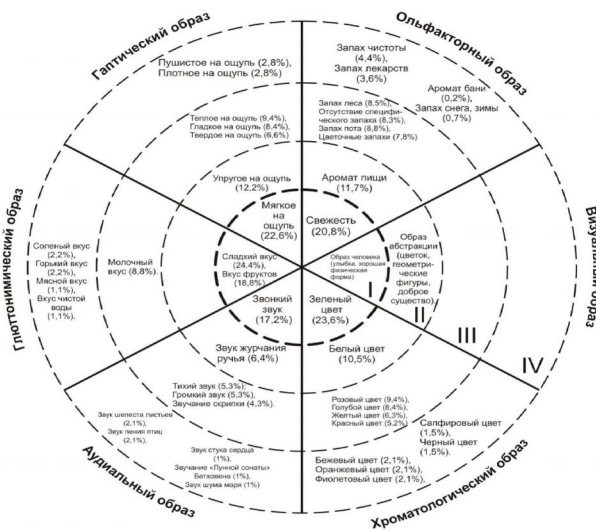 Гаптический образ
Пушистое на ощупь (2,8%),
Плотное на ощупь (2,8%)
Теплое на ощупь (9,4%),
Гладкое на ощупь (8,4%),
Твердое на ощупь (6,6%)
Упругое на ощупь
(12,2%)
Мягкое
на
ощупь
(22,6%)
Ольфакторный образ
Запах чистоты
(4,4%),
Запах лекарств
(3,6%)
Аромат бани
(0,2%),
Запах снега, зимы
(0,7%)
Запах леса (8,5%),
Отсутствие специфи-
ческого запаха (8,3%),
Запах пота (8,8%),
Цветочные запахи (7,8%)
Аромат пищи
(11,7%)
Свежесть
(20,8%)
Визуальный образ
Образ человека
(улыбка, хорошая
физическая
форма)
Образ
абстракции
(цветок,
геометри-
ческие
фигуры,
доброе
существо).
I
II
III
IV
Хроматологический образ
Зеленый
цвет
(23,6%)
Белый цвет
(10,5%)
Розовый цвет (9,4%)
Голубой цвет (8,4%)
Желтый цвет (6,3%)
Красный цвет (5,2%)
Сапфировый цвет
(1,5%),
Черный цвет
(1,5%).
Бежевый цвет (2,1%),
Оранжевый цвет (2,1%),
Фиолетовый цвет (2,1%),
Аудиальный образ
Звонкий
звук
(17,2%)
Звук журчания
ручья (6,4%)
Тихий звук (5,3%),
Громкий звук (5,3%),
Звучание скрипки (4,3%).
Звук шелеста листьев
(2,1%),
Звук пения птиц
(2,1%).
Звук стука сердца
(1%),
Звучание «Лунной сонаты»
Бетховена (1%),
Звук шума моря (1%)
Глюттонимический образ
Соленый вкус
(2,2%),
Горький вкус
(2,2%),
Мясной вкус
(1,1%),
Вкус чистой
воды
(1,1%).
Молочный
вкус (8,8%).
Сладкий вкус
(24,4%),
Вкус фруктов
(18,8%)